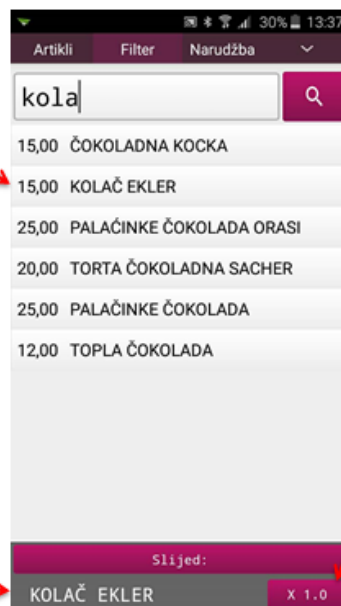 30% 13:37
Artikli Filter Narudžba
kola
15,00 ČOKOLADNA KOCKA
15,00 KOLAČ EKLER
25,00 PALAĆINKE ČOKOLADA ORASI
20,00 TORTA ČOKOLADNA SACHER
25,00 PALAČINKE ČOKOLADA
12,00 TOPLA ČOKOLADA
Slijed:
KOLAČ EKLER X 1.0